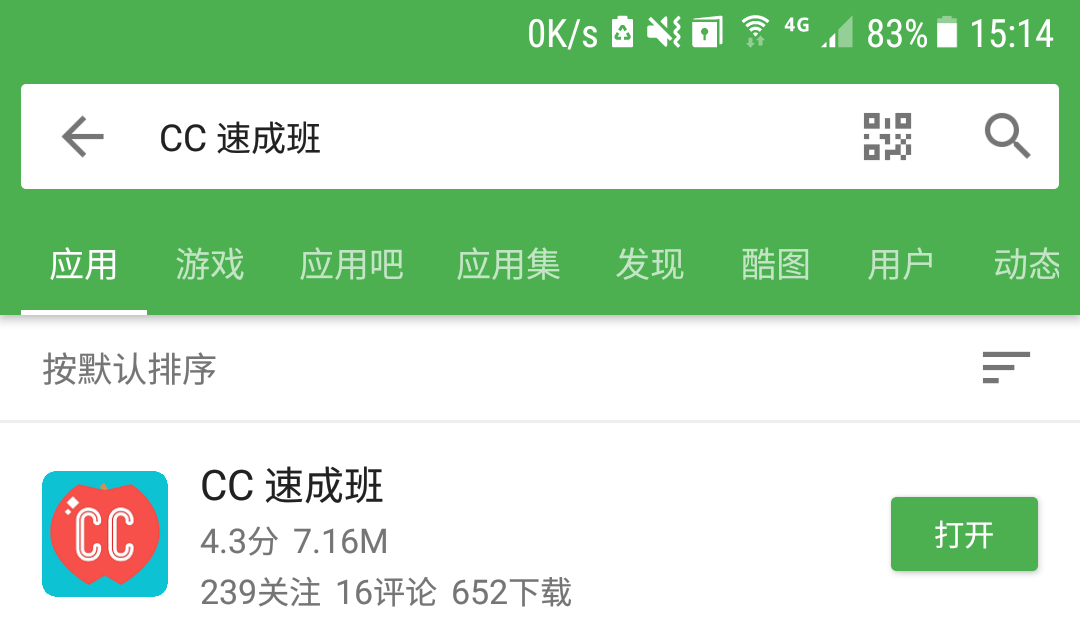 0K/s 4G 83% 15:14
CC 速成班
应用 游戏 应用吧 应用集 发现 酷图 用户 动态
按默认排序
CC 速成班
CC
4.3分 7.16M
打开
239关注 16评论 652下载